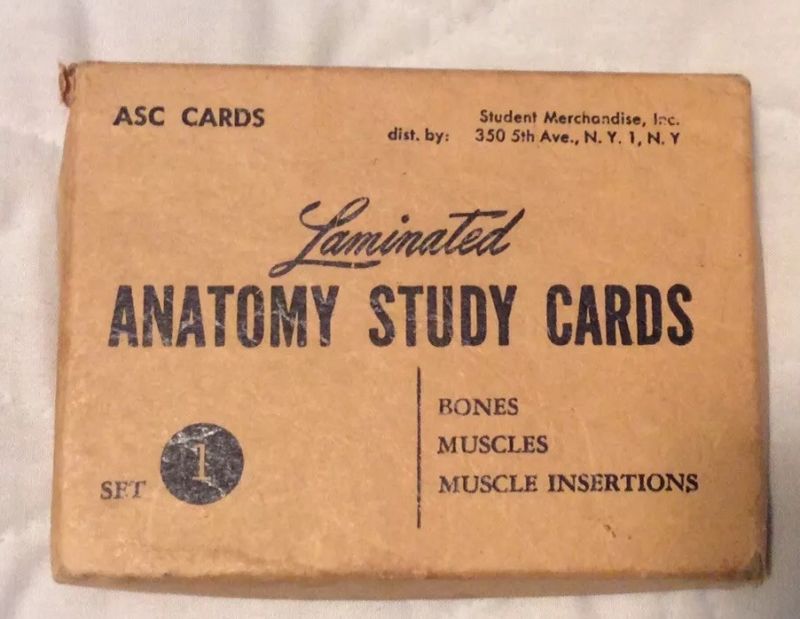 ASC CARDS
Student Merchandise, Inc.
dist. by: 350 5th Ave., N. Y. 1, N. Y
Laminated
ANATOMY STUDY CARDS
BONES
MUSCLES
MUSCLE INSERTIONS
SET 1